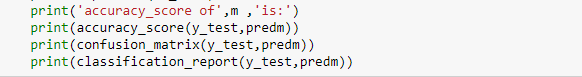 print('accuracy_score of',m ,'is:')
print(accuracy_score(y_test,predm))
print(confusion_matrix(y_test,predm))
print(classification_report(y_test,predm))